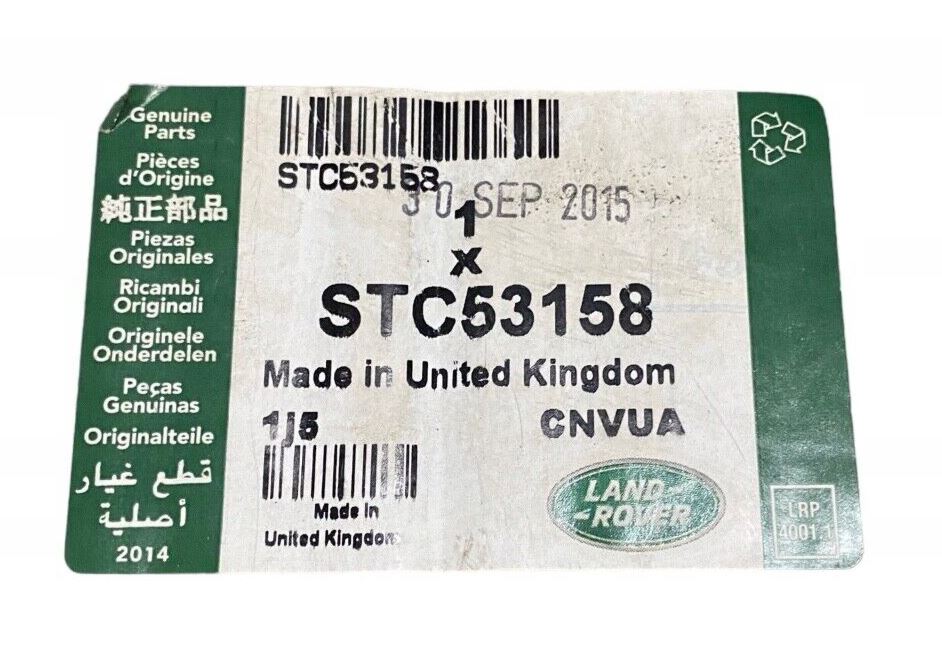 Genuine
Parts
Pièces
d'Origine
純正部品
Piezas
Originales
Ricambi
Originali
Originele
Onderdelen
Peças
Genuínas
Originalteile
قطع غيار
أصلية
2014
STC53158
30 SEP 2015
1
x
STC53158
Made in United Kingdom
1J5
CNVUA
Made in
United Kingdom
LAND
ROVER
LRP
4001.1